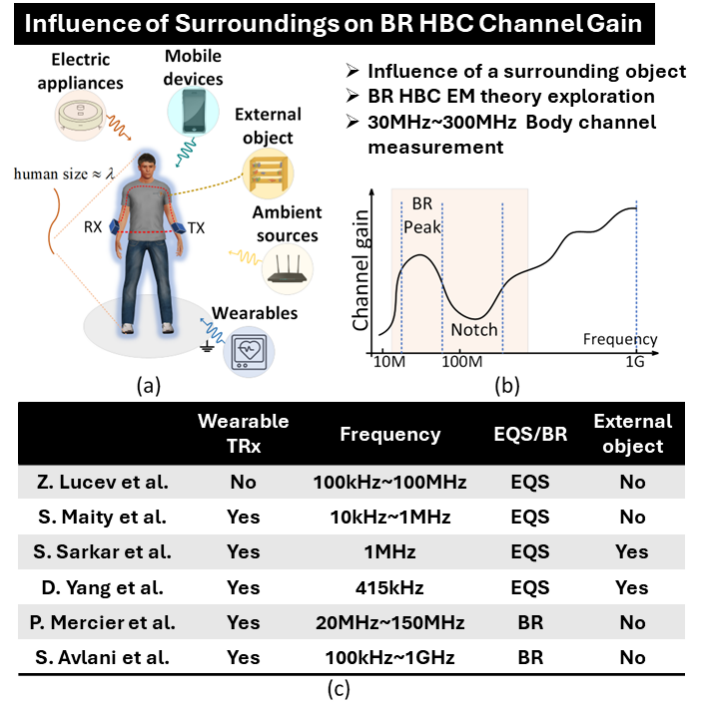 Influence of Surroundings on BR HBC Channel Gain
Electric
appliances
Mobile
devices
External
object
human size ≈ λ
RX
TX
Ambient
sources
Wearables
(a)
➢ Influence of a surrounding object
➢ BR HBC EM theory exploration
➢ 30MHz~300MHz Body channel
measurement
Channel gain
BR
Peak
Notch
Frequency
10M
100M
1G
(b)
Wearable
TRx
Frequency
EQS/BR
External
object
Z. Lucev et al. No 100kHz~100MHz EQS No
S. Maity et al. Yes 10kHz~1MHz EQS No
S. Sarkar et al. Yes 1MHz EQS Yes
D. Yang et al. Yes 415kHz EQS Yes
P. Mercier et al. Yes 20MHz~150MHz BR No
S. Avlani et al. Yes 100kHz~1GHz BR No
(c)